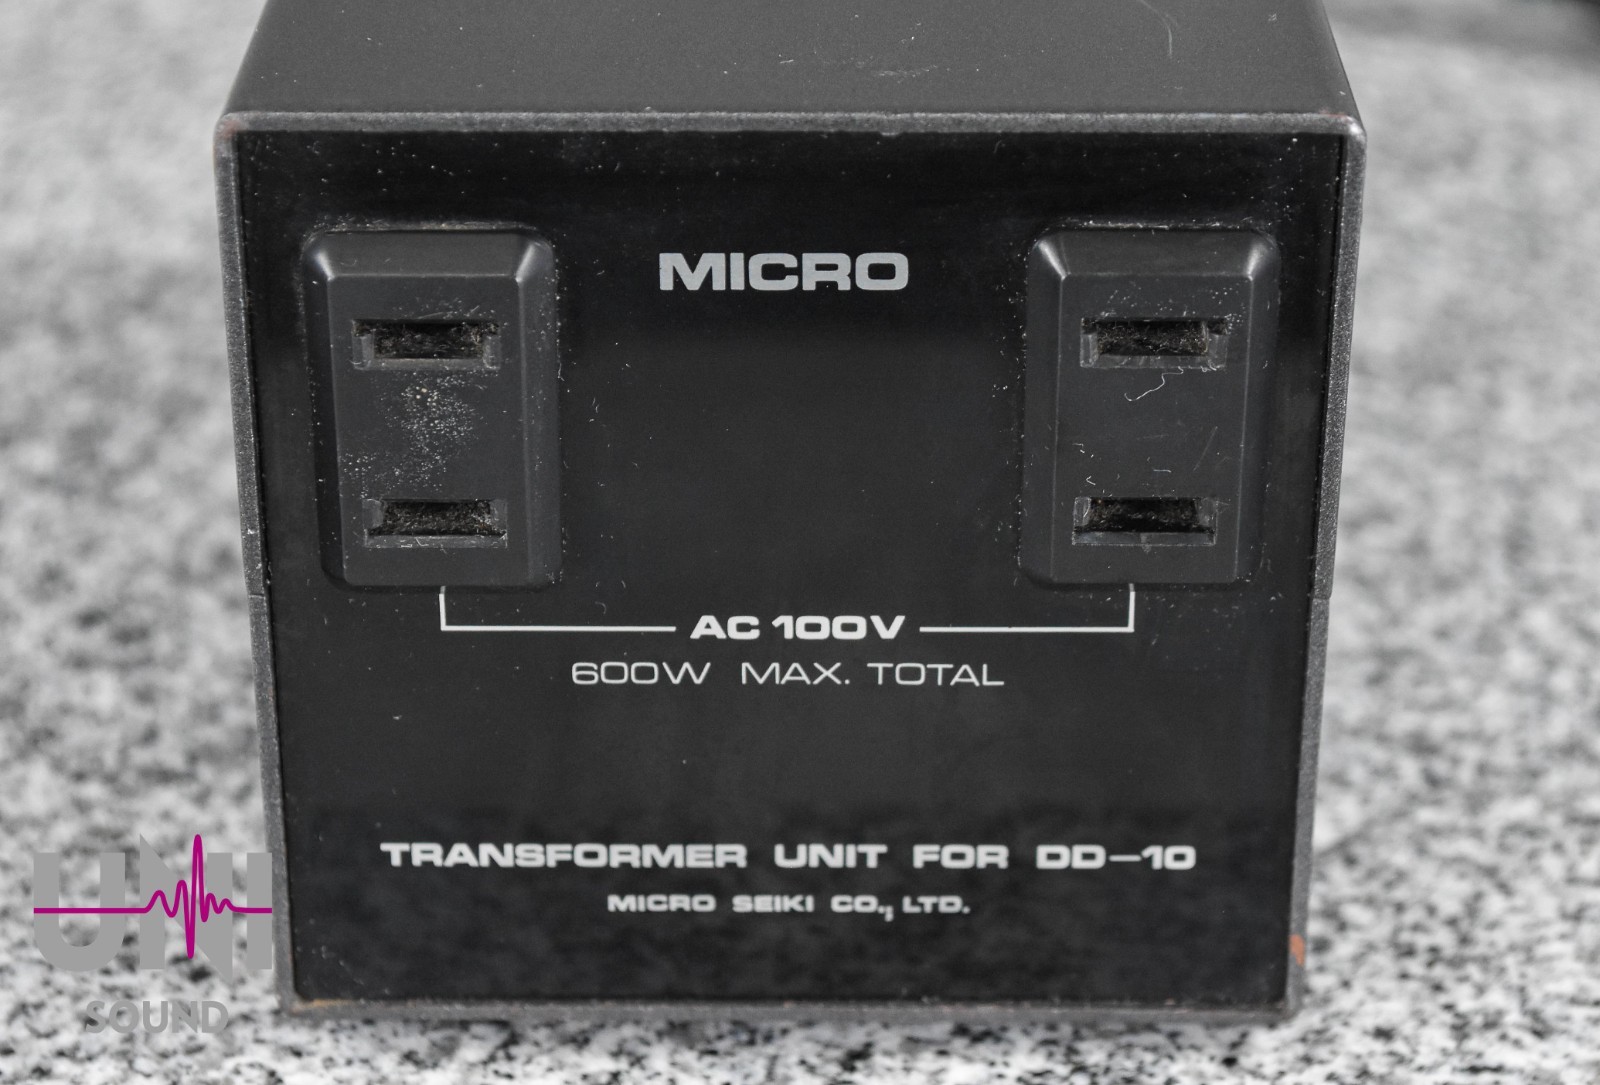 MICRO
AC 100V
600W MAX. TOTAL
TRANSFORMER UNIT FOR DD-10
MICRO SEIKI CO., LTD.
UNI
SOUND